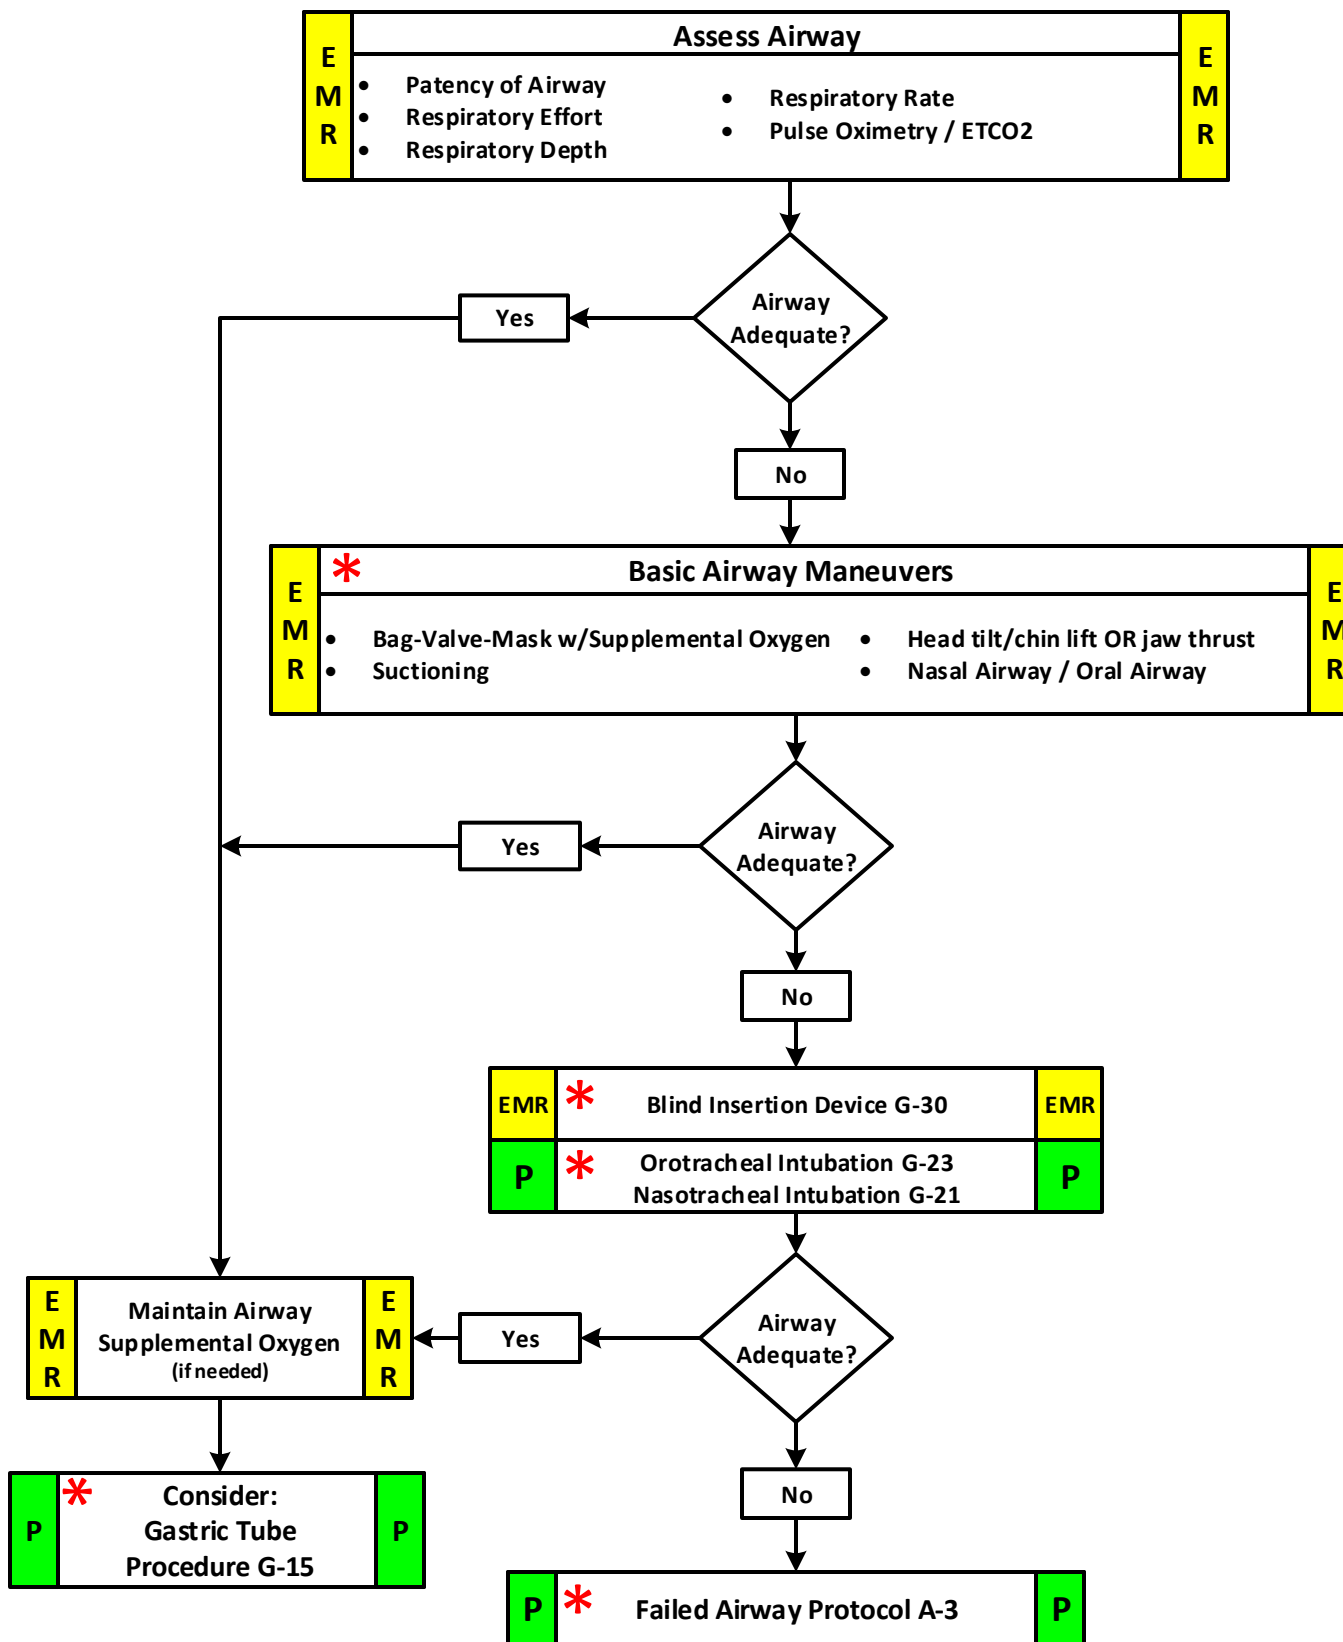 Assess Airway
E
M
R
• Patency of Airway
• Respiratory Effort
• Respiratory Depth
• Respiratory Rate
• Pulse Oximetry / ETCO2
E
M
R
Airway
Adequate?
Yes
No
E
M
R
* Basic Airway Maneuvers
• Bag-Valve-Mask w/Supplemental Oxygen
• Suctioning
• Head tilt/chin lift OR jaw thrust
• Nasal Airway / Oral Airway
E
M
R
Airway
Adequate?
Yes
No
EMR * Blind Insertion Device G-30 EMR
P * Orotracheal Intubation G-23
Nasotracheal Intubation G-21 P
Airway
Adequate?
Yes
E
M
R
Maintain Airway
Supplemental Oxygen
(if needed)
E
M
R
No
P * Consider:
Gastric Tube
Procedure G-15 P
P * Failed Airway Protocol A-3 P